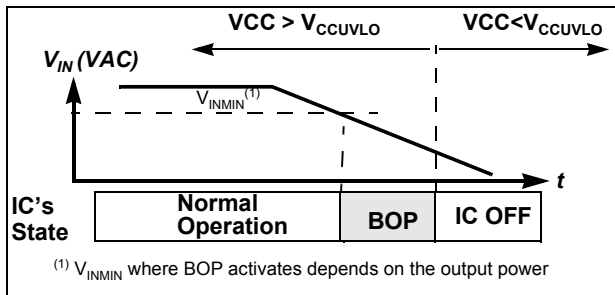 VCC > VCCUVLO VCC<VCCUVLO
VIN (VAC)
VINMIN(1)
t
IC's State
Normal Operation
BOP
IC OFF
(1) VINMIN where BOP activates depends on the output power